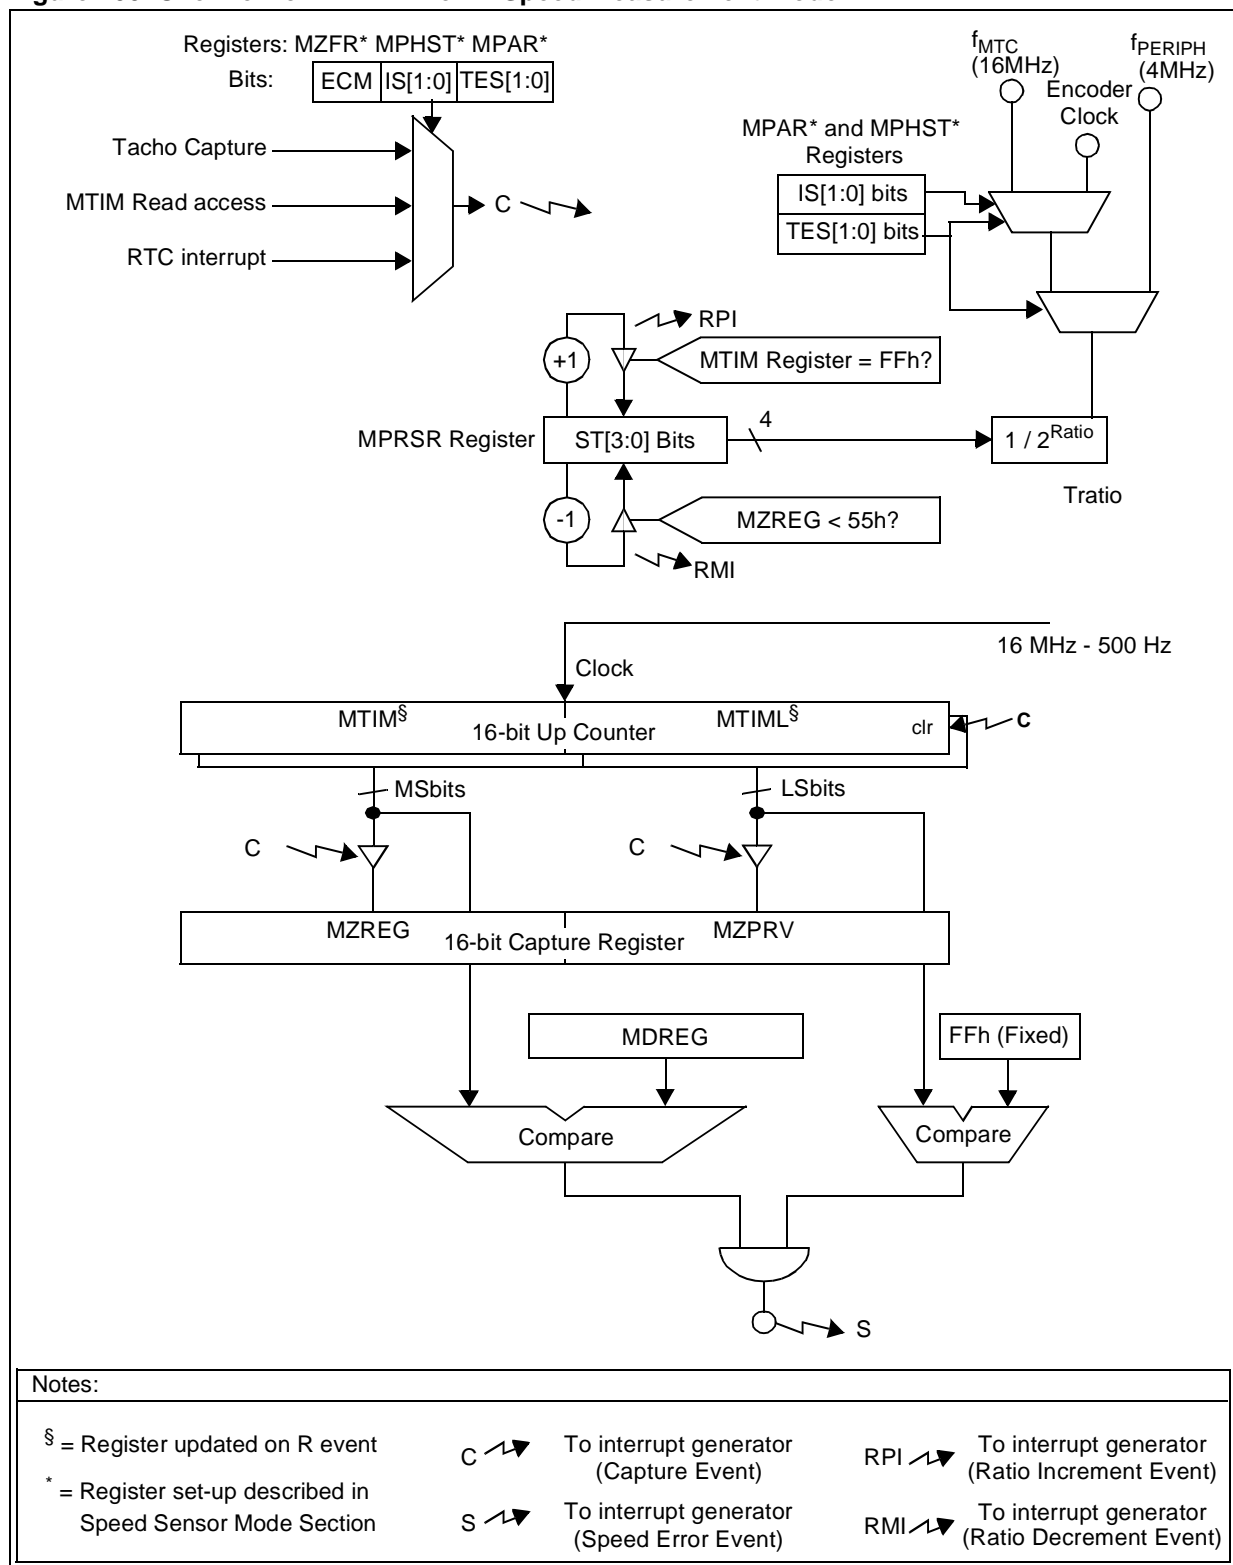 Registers: MZFR* MPHST* MPAR*
Bits: ECM IS[1:0] TES[1:0]
Tacho Capture
MTIM Read access
RTC interrupt
C
fMTC
(16MHz)
fPERIPH
(4MHz)
Encoder
Clock
MPAR* and MPHST*
Registers
IS[1:0] bits
TES[1:0] bits
RPI
+1
MTIM Register = FFh?
MPRSR Register
ST[3:0] Bits
4
1 / 2^Ratio
Tratio
-1
MZREG < 55h?
RMI
16 MHz - 500 Hz
Clock
MTIM§
16-bit Up Counter
MTIML§
clr
C
MSbits
LSbits
C
C
MZREG
16-bit Capture Register
MZPRV
MDREG
FFh (Fixed)
Compare
Compare
S
Notes:
§ = Register updated on R event
* = Register set-up described in
Speed Sensor Mode Section
C To interrupt generator
(Capture Event)
S To interrupt generator
(Speed Error Event)
RPI To interrupt generator
(Ratio Increment Event)
RMI To interrupt generator
(Ratio Decrement Event)